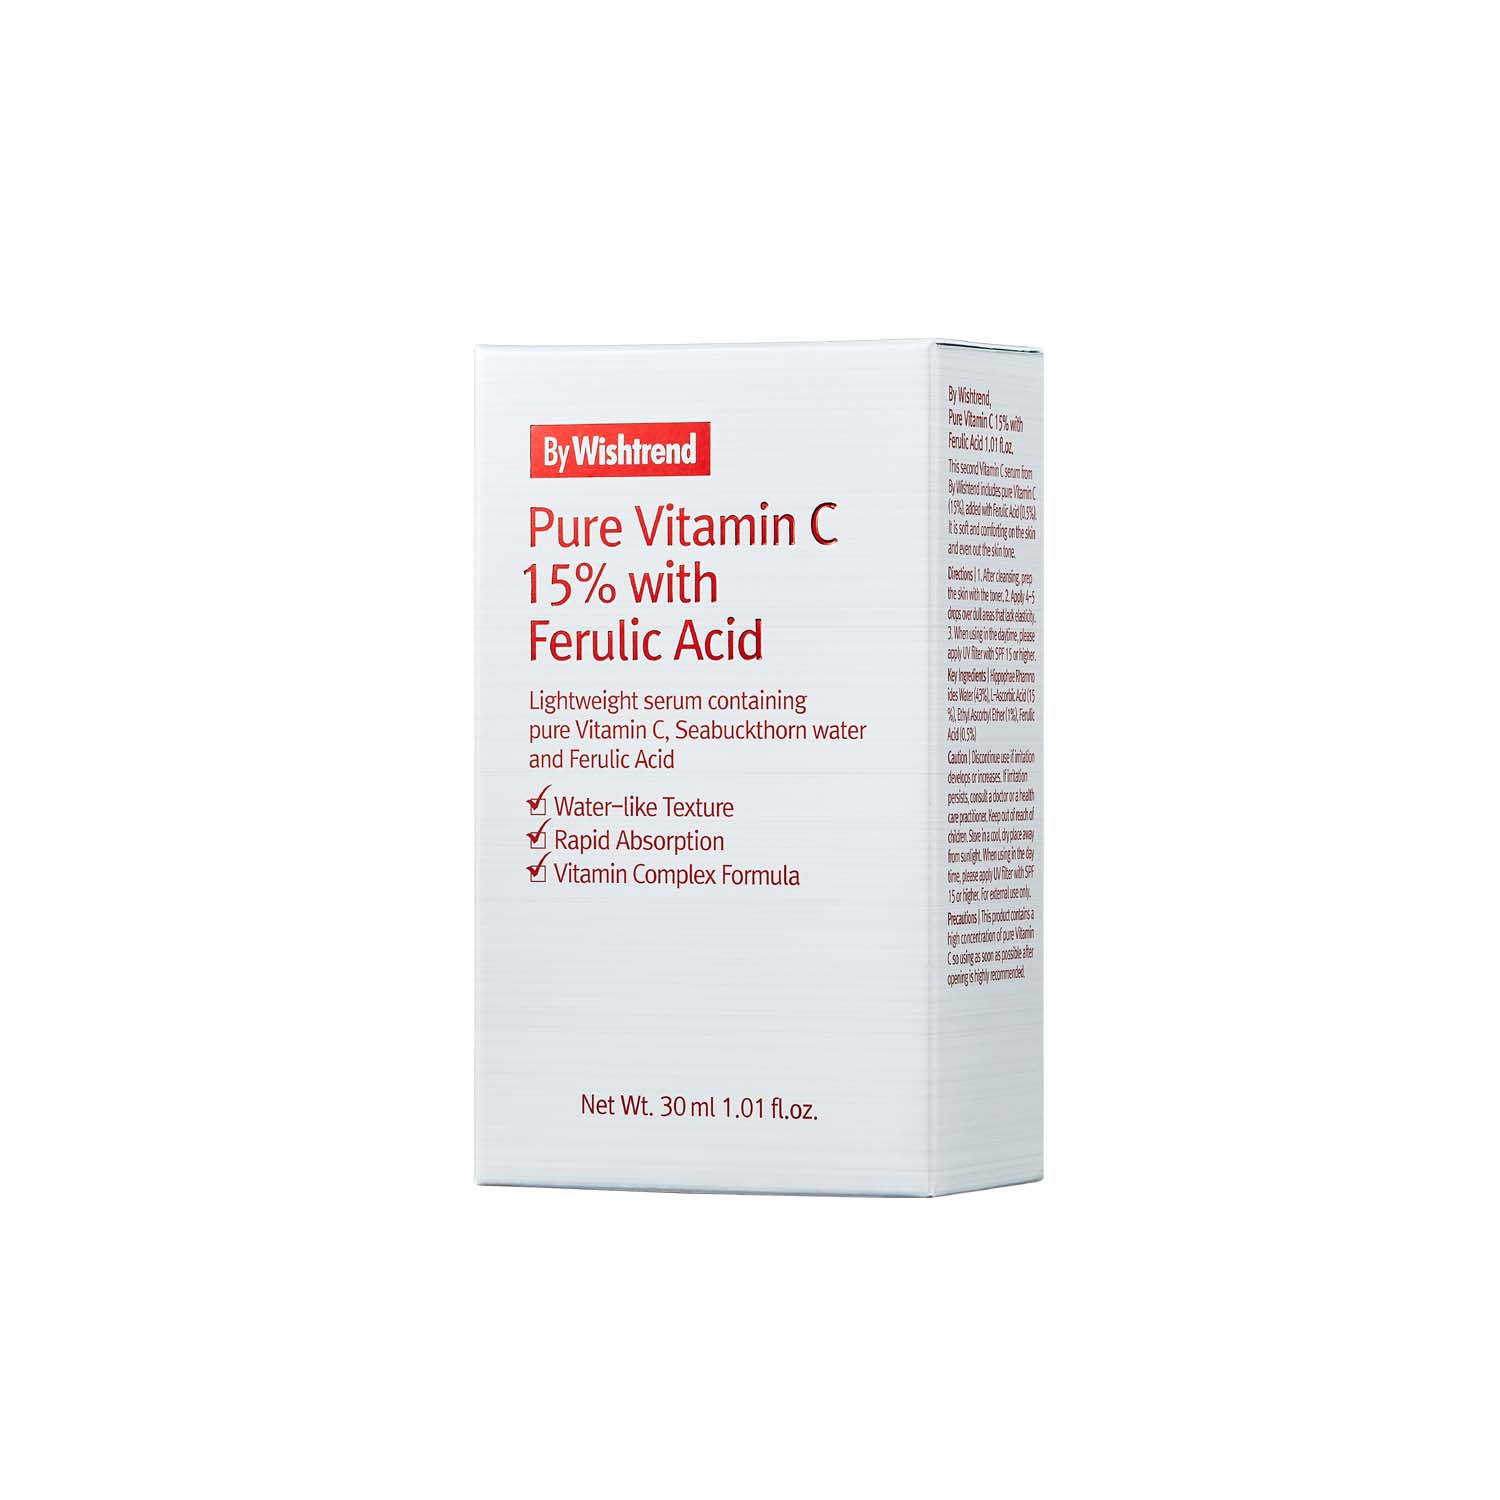 By Wishtrend
Pure Vitamin C
15% with
Ferulic Acid
Lightweight serum containing
pure Vitamin C, Seabuckthorn water
and Ferulic Acid
Water-like Texture
Rapid Absorption
Vitamin Complex Formula
Net Wt. 30 ml 1.01 fl.oz.
By Wishtrend,
Pure Vitamin C 15% with
Ferulic Acid 1.01 fl.oz.
This second Vitamin C serum from
By Wishtrend includes pure Vitamin C
(15%), added with Ferulic Acid (0.5%).
It is soft and comforting on the skin
and even out the skin tone.
Directions | 1. After cleansing, prep
the skin with the toner. 2. Apply 4-5
drops over dull areas that lack elasticity.
3. When using in the daytime, please
apply UV filter with SPF 15 or higher.
Key Ingredients | Hippophae Rhamno
ides Water (43%), L-Ascorbic Acid (15
%), Ethyl Ascorbyl Ether (1%), Ferulic
Acid (0.5%)
Caution | Discontinue use if irritation
develops or increases. If irritation
persists, consult a doctor or a health
care practitioner. Keep out of reach of
children. Store in a cool, dry place away
from sunlight. When using in the day
time, please apply UV filter with SPF
15 or higher. For external use only.
Precautions | This product contains a
high concentration of pure Vitamin
C so using as soon as possible after
opening is highly recommended.